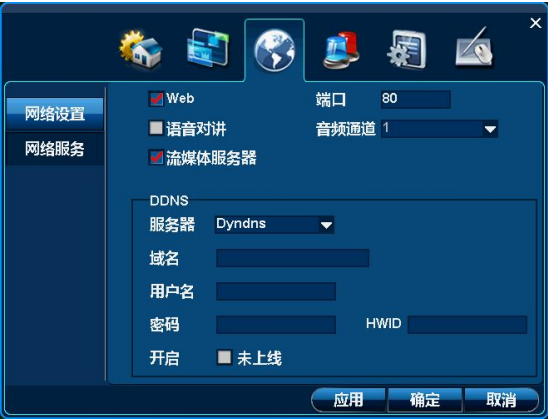 网络设置
网络服务
Web 端口 80
语音对讲 音频通道 1
流媒体服务器
DDNS
服务器 Dyndns
域名
用户名
密码 HWID
开启 未上线
应用 确定 取消